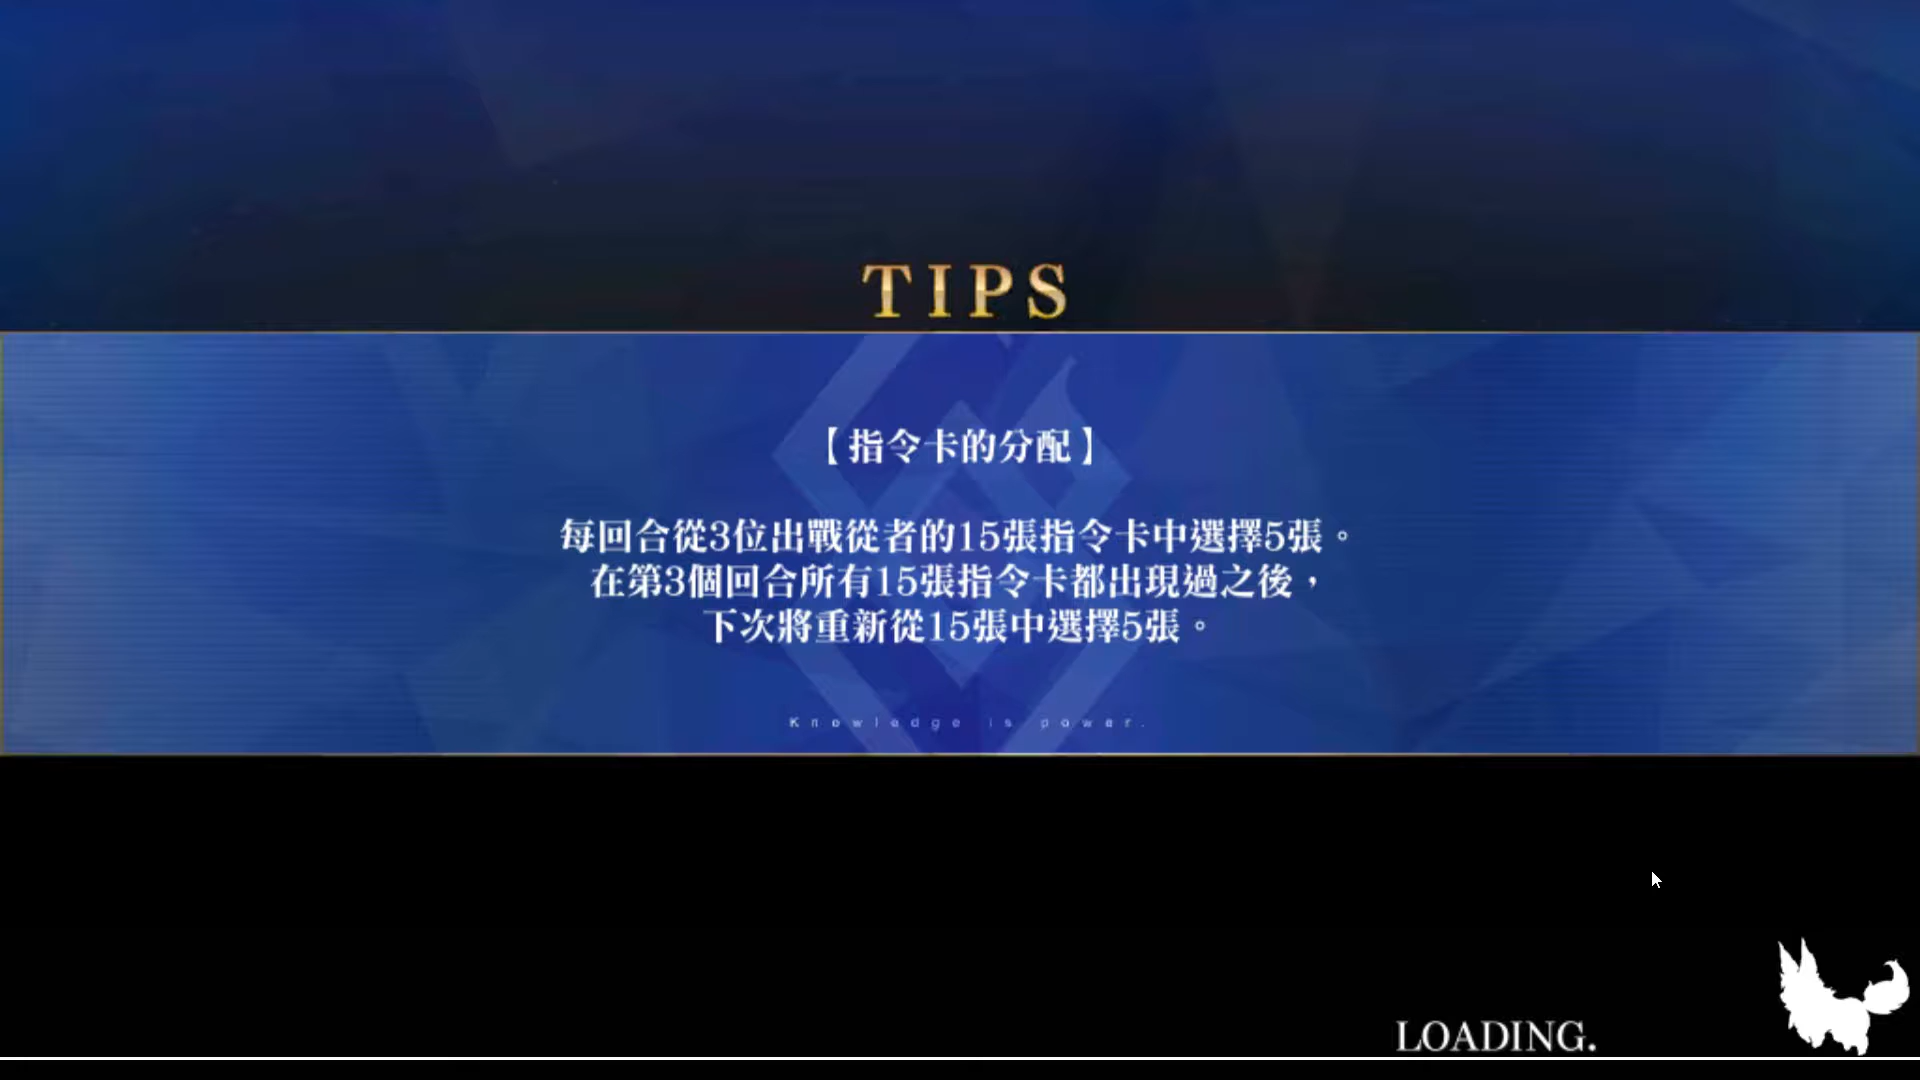 TIPS
【指令卡的分配】
每回合從3位出戰從者的15張指令卡中選擇5張。
在第3個回合所有15張指令卡都出現過之後，
下次將重新從15張中選擇5張。
Knowledge is power.
LOADING.